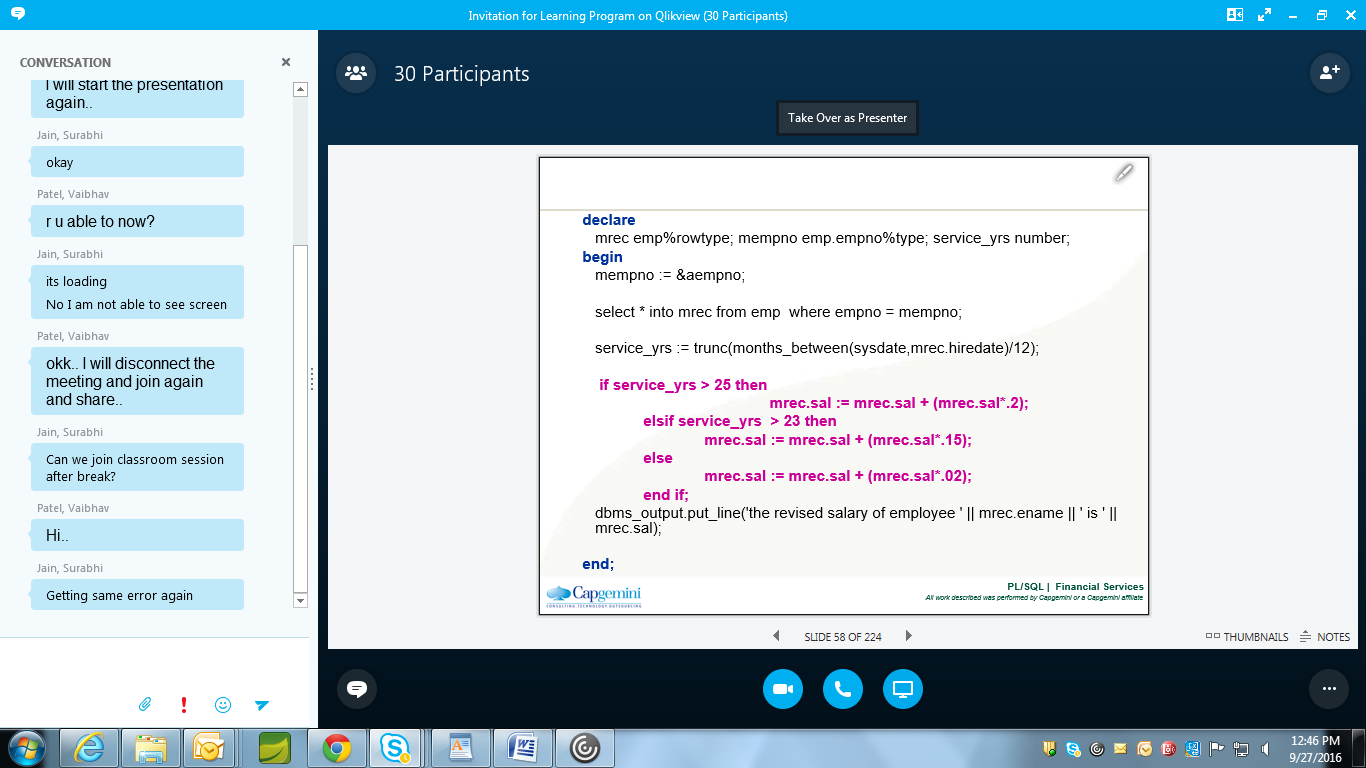 Invitation for Learning Program on Qlikview (30 Participants)
CONVERSATION
I will start the presentation
again..
Jain, Surabhi
okay
Patel, Vaibhav
r u able to now?
Jain, Surabhi
its loading
No I am not able to see screen
Patel, Vaibhav
okk.. I will disconnect the
meeting and join again
and share..
Jain, Surabhi
Can we join classroom session
after break?
Patel, Vaibhav
Hi..
Jain, Surabhi
Getting same error again
30 Participants
Take Over as Presenter
declare
mrec emp%rowtype; mempno emp.empno%type; service_yrs number;
begin
mempno := &aempno;
select * into mrec from emp  where empno = mempno;
service_yrs := trunc(months_between(sysdate,mrec.hiredate)/12);
if service_yrs > 25 then
mrec.sal := mrec.sal + (mrec.sal*.2);
elsif service_yrs  > 23 then
mrec.sal := mrec.sal + (mrec.sal*.15);
else
mrec.sal := mrec.sal + (mrec.sal*.02);
end if;
dbms_output.put_line('the revised salary of employee ' || mrec.ename || ' is ' ||
mrec.sal);
end;
Capgemini
CONSULTING.TECHNOLOGY.OUTSOURCING
PL/SQL | Financial Services
All work described was performed by Capgemini or a Capgemini affiliate
SLIDE 58 OF 224
THUMBNAILS
NOTES
12:46 PM
9/27/2016